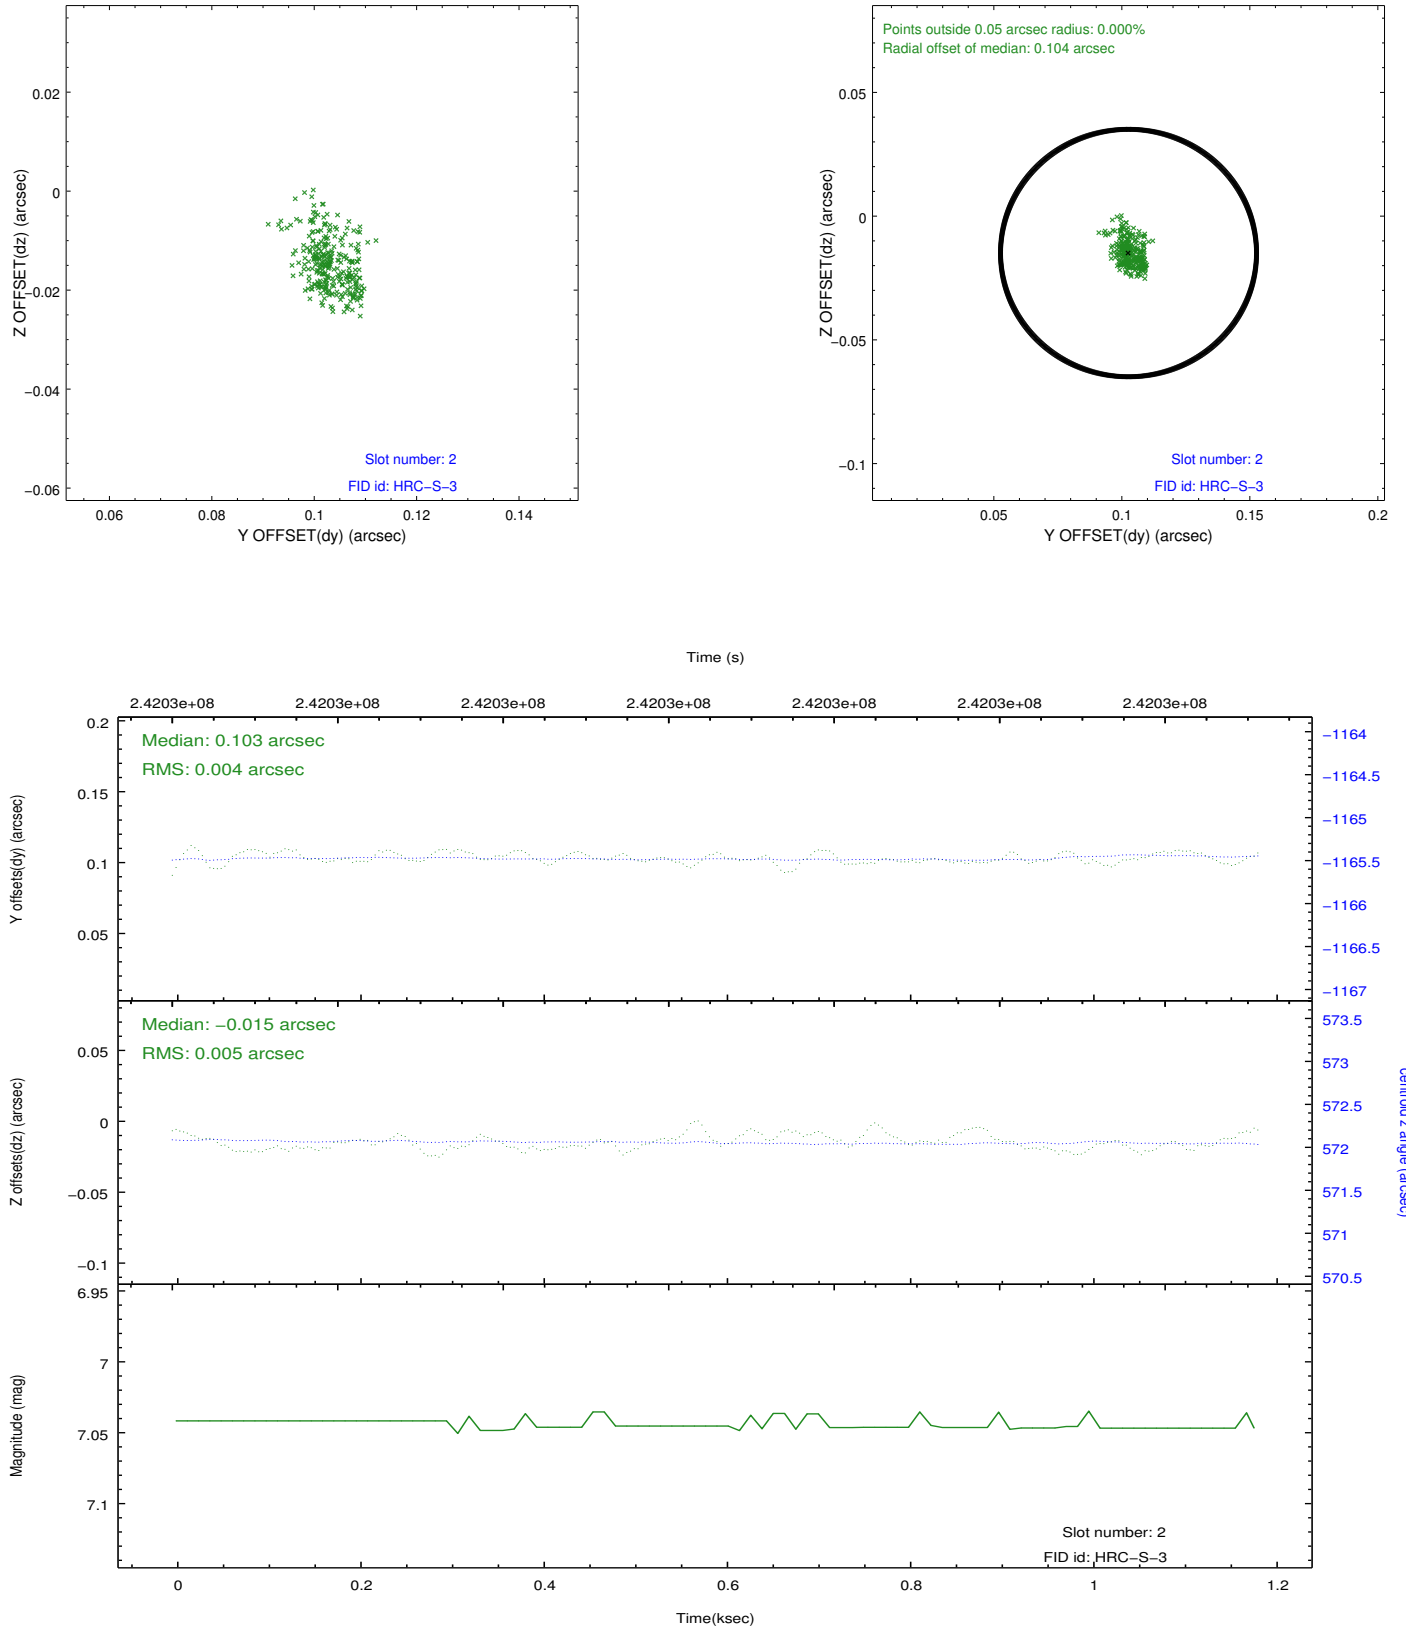 0.02
0
−0.02
−0.04
−0.06
Z OFFSET(dz) (arcsec)
Slot number: 2
FID id: HRC−S−3
0.06
0.08
0.1
0.12
0.14
Y OFFSET(dy) (arcsec)
Points outside 0.05 arcsec radius: 0.000%
Radial offset of median: 0.104 arcsec
0.05
0
−0.05
−0.1
Z OFFSET(dz) (arcsec)
Slot number: 2
FID id: HRC−S−3
0.05
0.1
0.15
0.2
Y OFFSET(dy) (arcsec)
Time (s)
2.4203e+08
2.4203e+08
2.4203e+08
2.4203e+08
2.4203e+08
2.4203e+08
2.4203e+08
0.2
0.15
0.1
0.05
Y offsets(dy) (arcsec)
Median: 0.103 arcsec
RMS: 0.004 arcsec
−1164
−1164.5
−1165
−1165.5
−1166
−1166.5
−1167
0.05
0
−0.05
−0.1
Z offsets(dz) (arcsec)
Median: −0.015 arcsec
RMS: 0.005 arcsec
573.5
573
572.5
572
571.5
571
570.5
centroid z angle (arcsec)
6.95
7
7.05
7.1
Magnitude (mag)
Slot number: 2
FID id: HRC−S−3
0
0.2
0.4
0.6
0.8
1
1.2
Time(ksec)